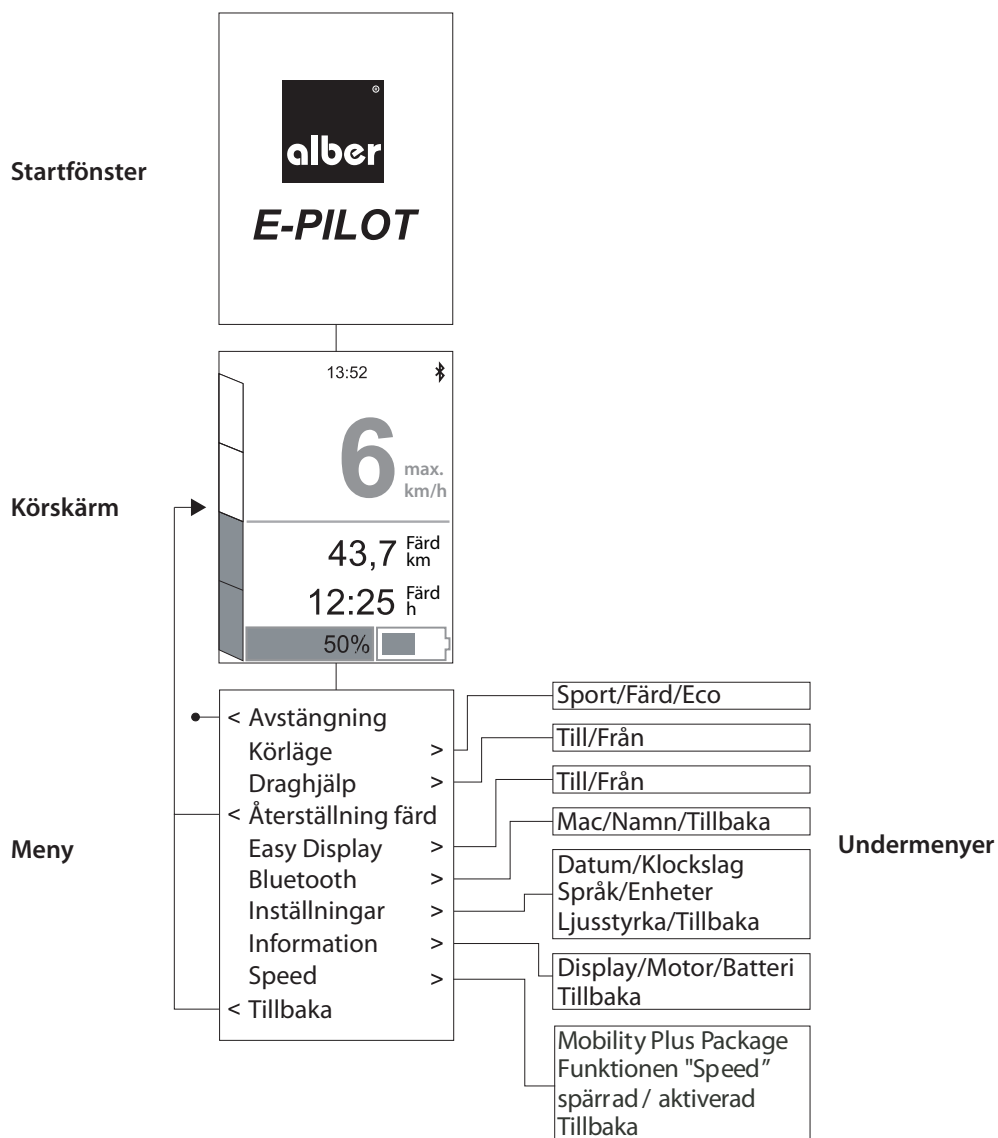 alber
Startfönster
E-PILOT
13:52
6 max.
km/h
Körskärm
43,7 Färd
km
12:25 Färd
h
50%
< Avstängning
Körläge >
Draghjälp >
< Återställning färd
Easy Display >
Bluetooth >
Inställningar >
Information >
Speed >
< Tillbaka
Meny
Sport/Färd/Eco
Till/Från
Till/Från
Mac/Namn/Tillbaka
Datum/Klockslag
Språk/Enheter
Ljusstyrka/Tillbaka
Display/Motor/Batteri
Tillbaka
Mobility Plus Package
Funktionen "Speed”
spärrad / aktiverad
Tillbaka
Undermenyer